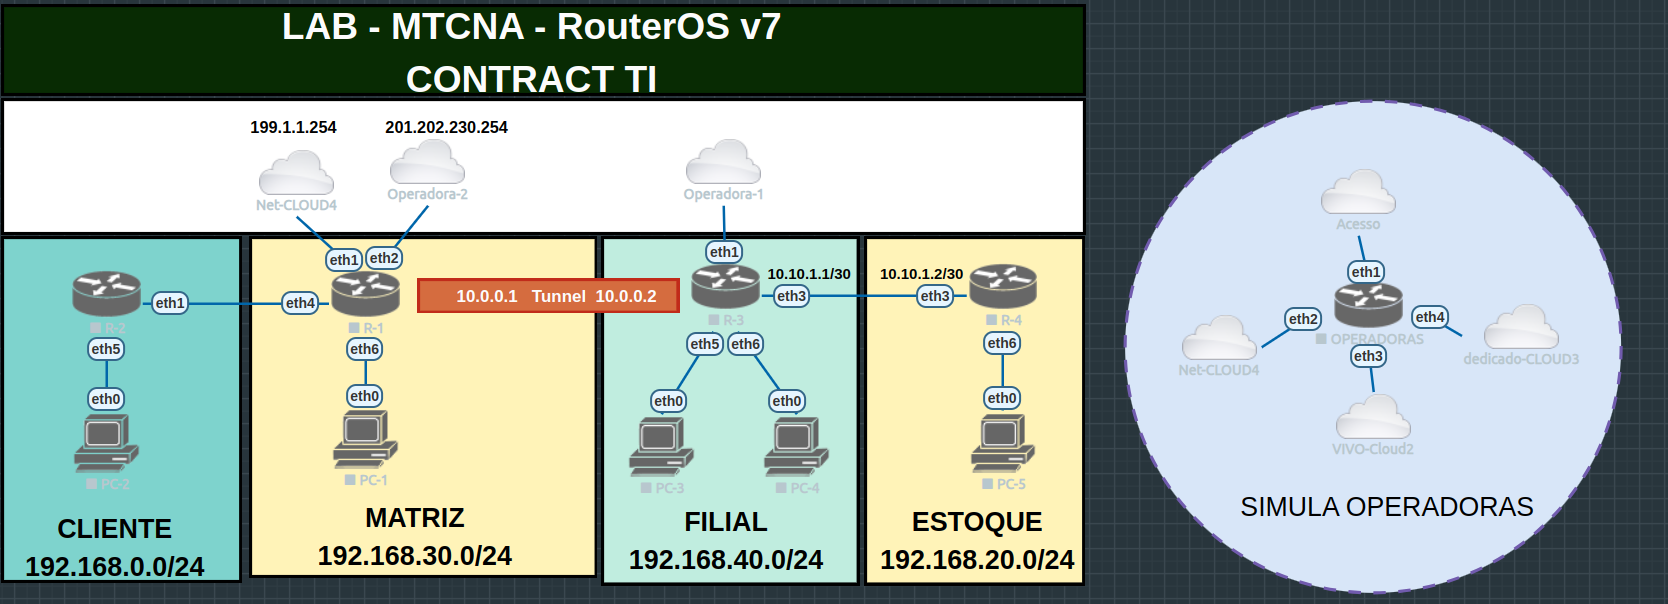 LAB - MTCNA - RouterOS v7
CONTRACT TI
199.1.1.254
201.202.230.254
Net-CLOUD4
Operadora-2
Operadora-1
eth1
eth2
eth1
eth1
eth4
R-2
R-1
10.0.0.1 Tunnel 10.0.0.2
10.10.1.1/30
10.10.1.2/30
eth3
eth3
R-3
R-4
eth5
eth6
eth5
eth6
eth6
eth0
eth0
eth0
eth0
eth0
PC-2
PC-1
PC-3
PC-4
PC-5
CLIENTE
192.168.0.0/24
MATRIZ
192.168.30.0/24
FILIAL
192.168.40.0/24
ESTOQUE
192.168.20.0/24
Acesso
eth1
eth2
eth4
OPERADORAS
eth3
Net-CLOUD4
dedicado-CLOUD3
VIVO-Cloud2
SIMULA OPERADORAS